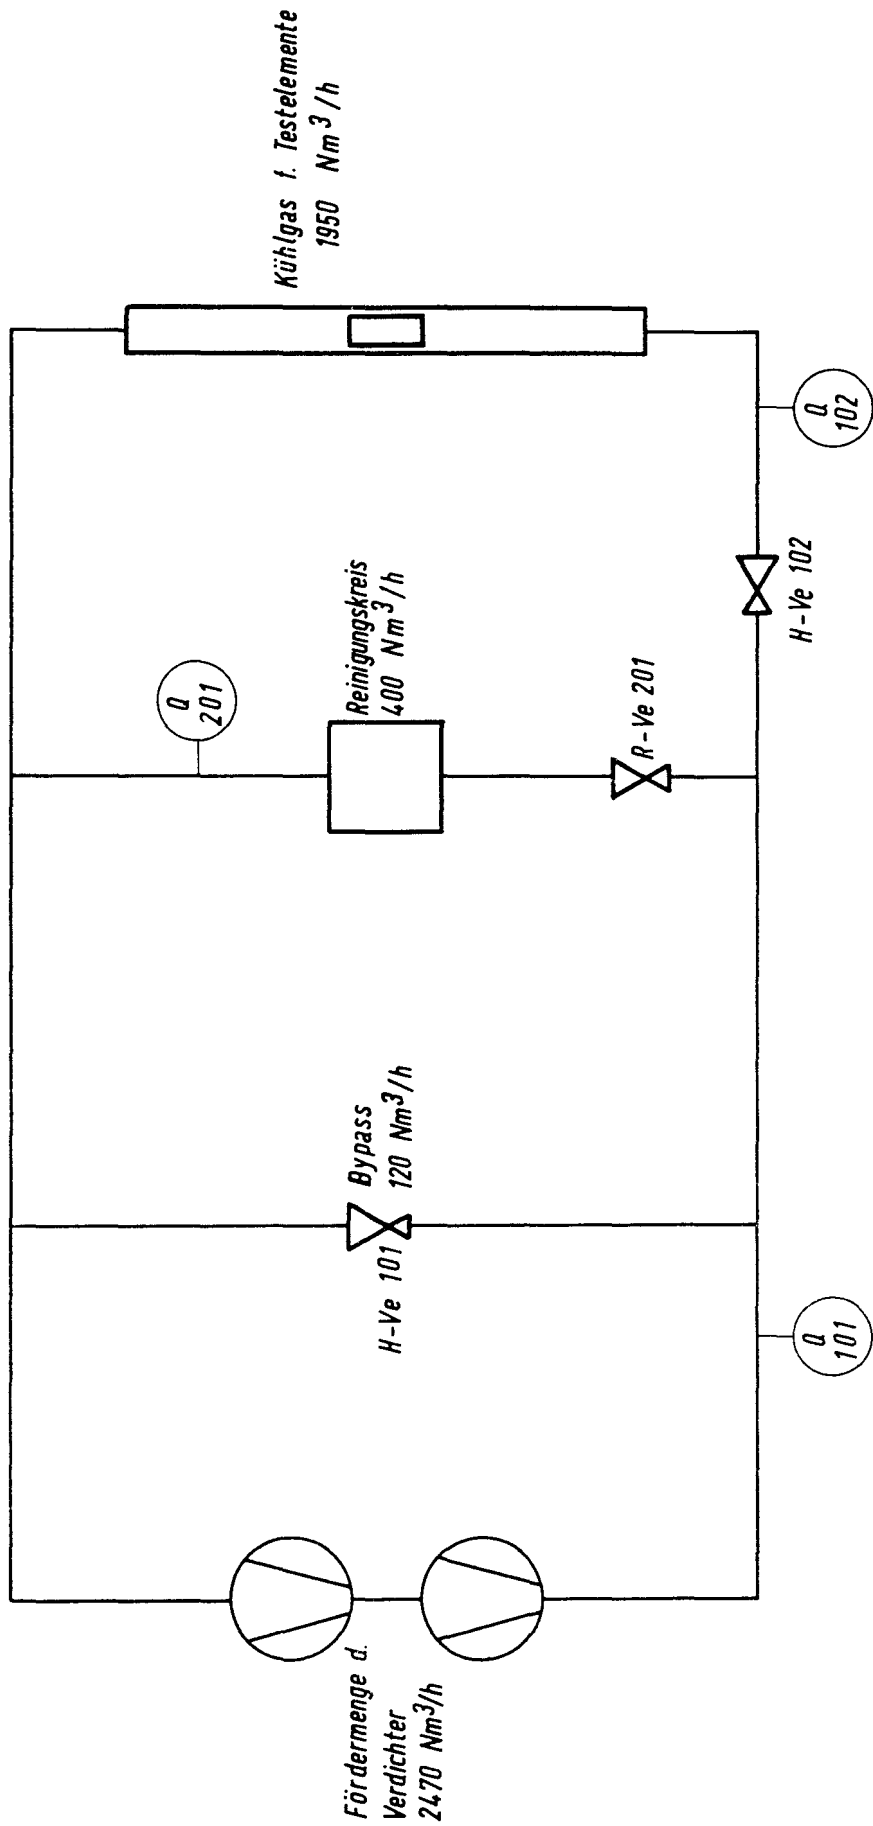 Fördermenge d.
Verdichter
2470 Nm³/h
Q
101
H-Ve 101
Bypass
120 Nm³/h
Q
201
Reinigungskreis
400 Nm³/h
R-Ve 201
H-Ve 102
Q
102
Kühlgas f. Testelemente
1950 Nm³/h